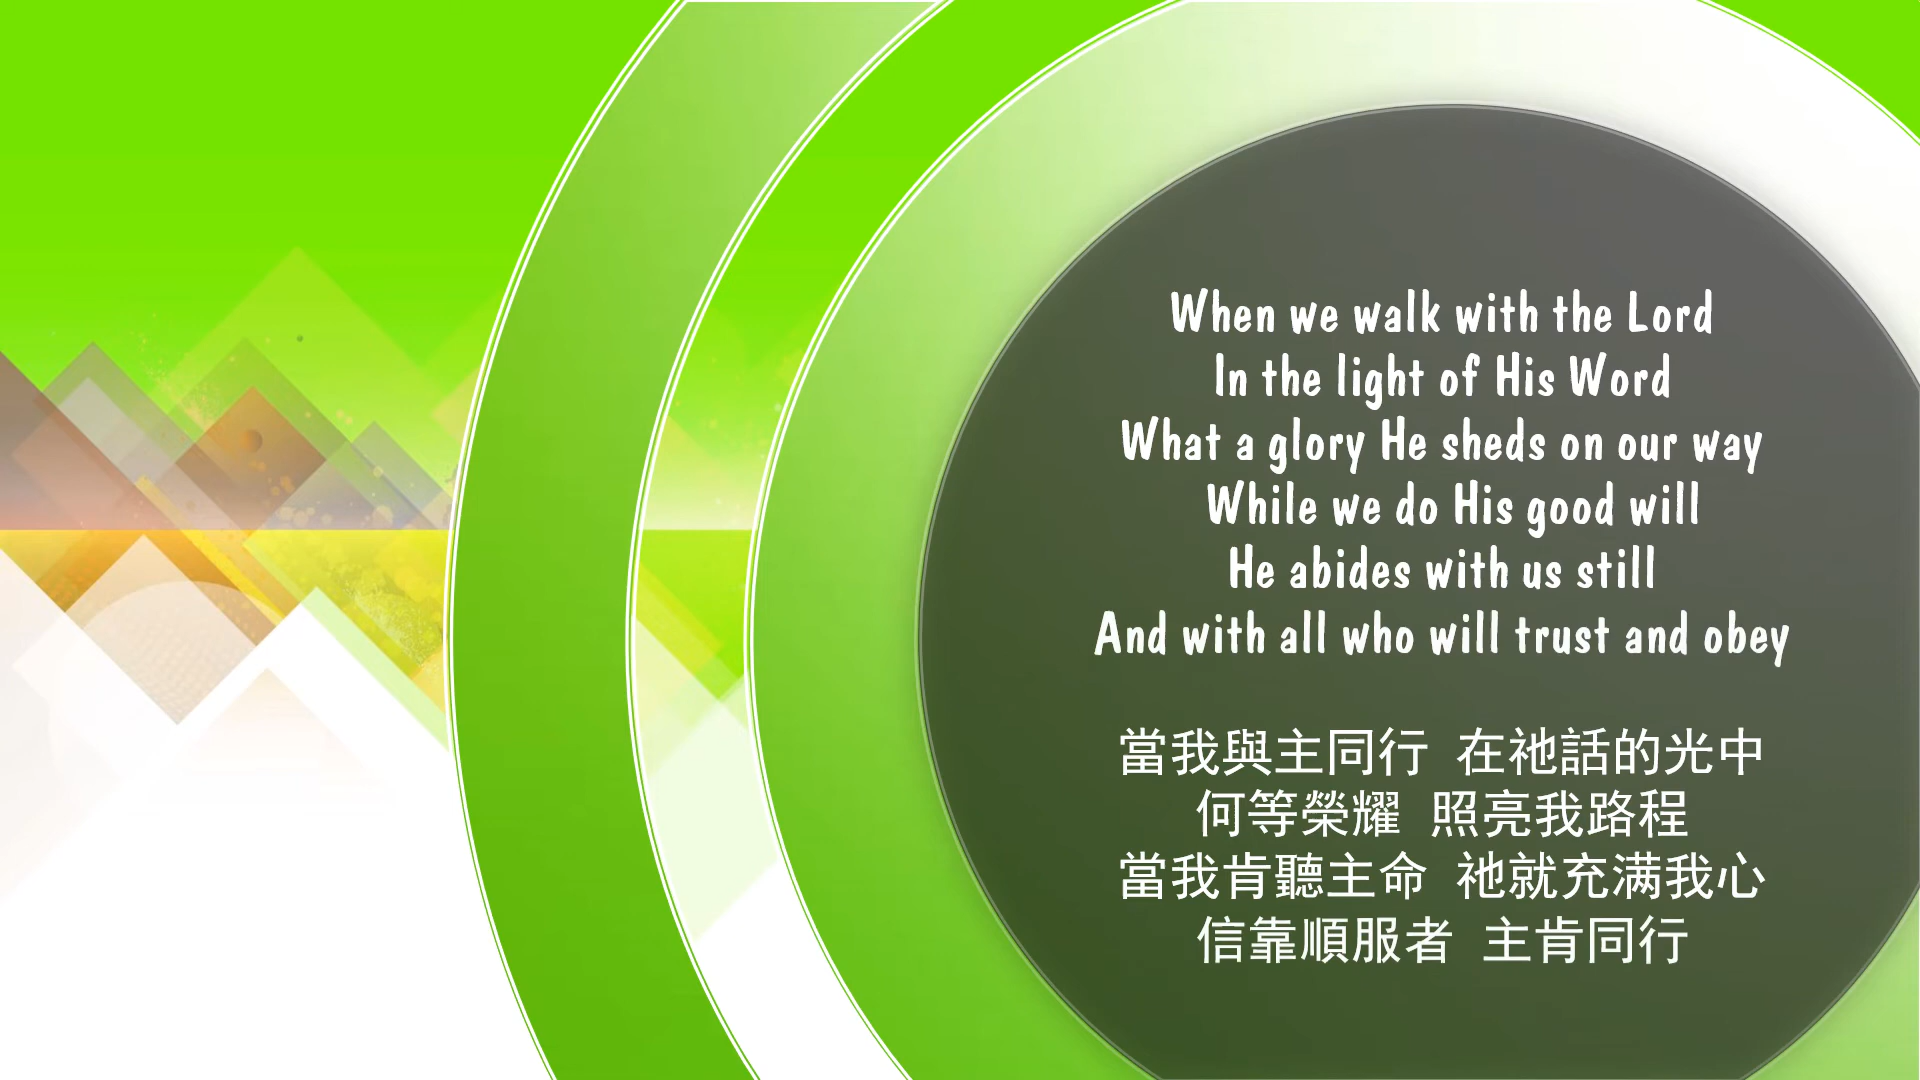 When we walk with the Lord
In the light of His Word
What a glory He sheds on our way
While we do His good will
He abides with us still
And with all who will trust and obey
當我與主同行 在祂話的光中
何等榮耀 照亮我路程
當我肯聽主命 祂就充满我心
信靠順服者 主肯同行